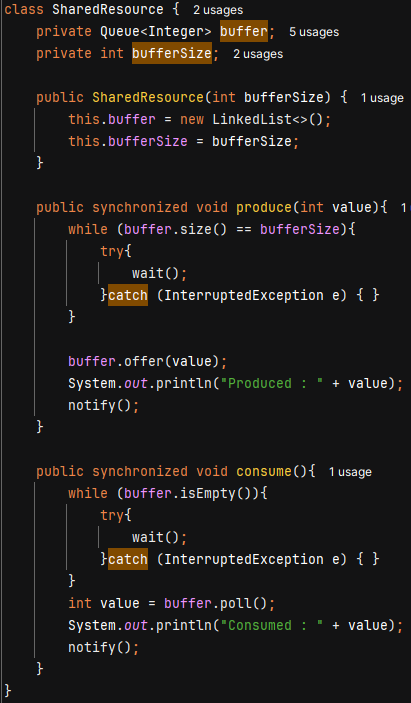 class SharedResource { 2 usages
private Queue<Integer> buffer; 5 usages
private int bufferSize; 2 usages
public SharedResource(int bufferSize) { 1 usage
this.buffer = new LinkedList<>();
this.bufferSize = bufferSize;
}
public synchronized void produce(int value){ 1
while (buffer.size() == bufferSize){
try{
wait();
}catch (InterruptedException e) { }
}
buffer.offer(value);
System.out.println("Produced : " + value);
notify();
}
public synchronized void consume(){ 1 usage
while (buffer.isEmpty()){
try{
wait();
}catch (InterruptedException e) { }
}
int value = buffer.poll();
System.out.println("Consumed : " + value);
notify();
}
}